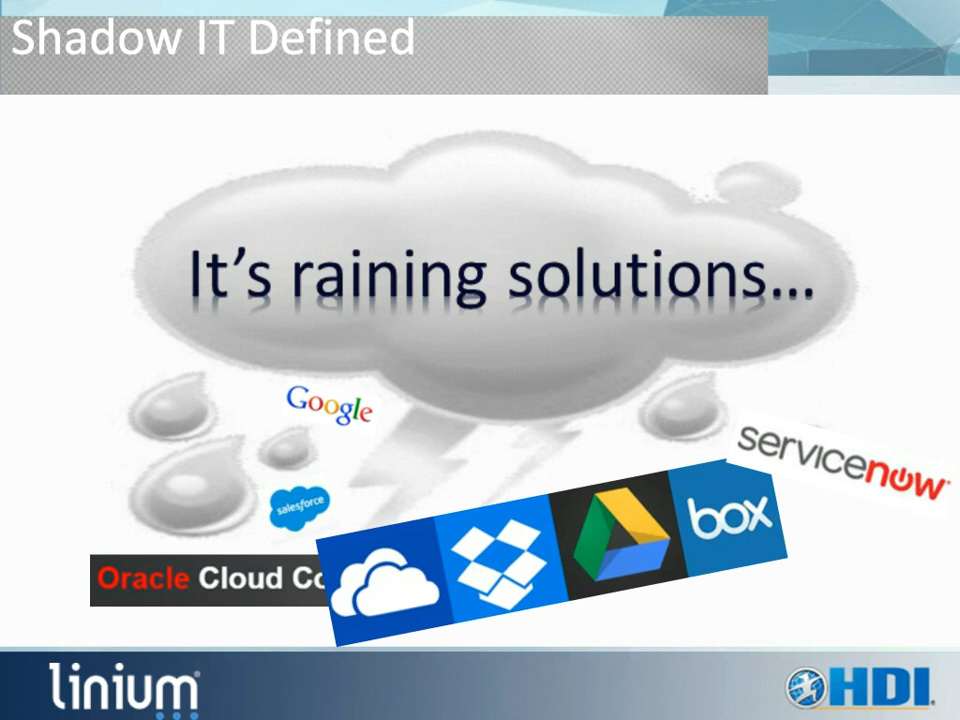 Shadow IT Defined
It's raining solutions...
Google
servicenow
salesforce
box
Oracle Cloud Co
linium
HDI